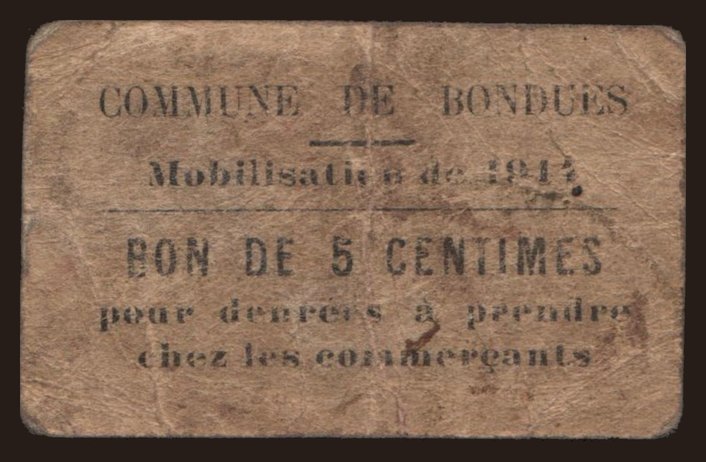 COMMUNE DE BONDUES
Mobilisation de 1914
BON DE 5 CENTIMES
pour denrées à prendre
chez les commerçants